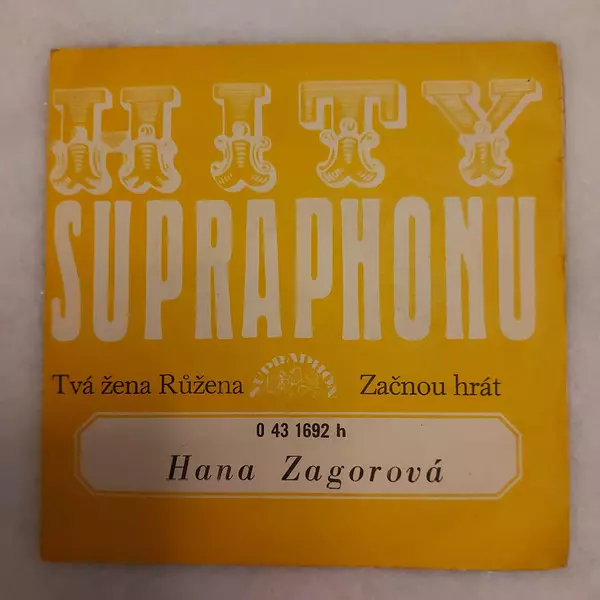 HITY
SUPRAPHONU
Tvá žena Růžena SUPRAPHON Začnou hrát
0 43 1692 h
Hana Zagorová